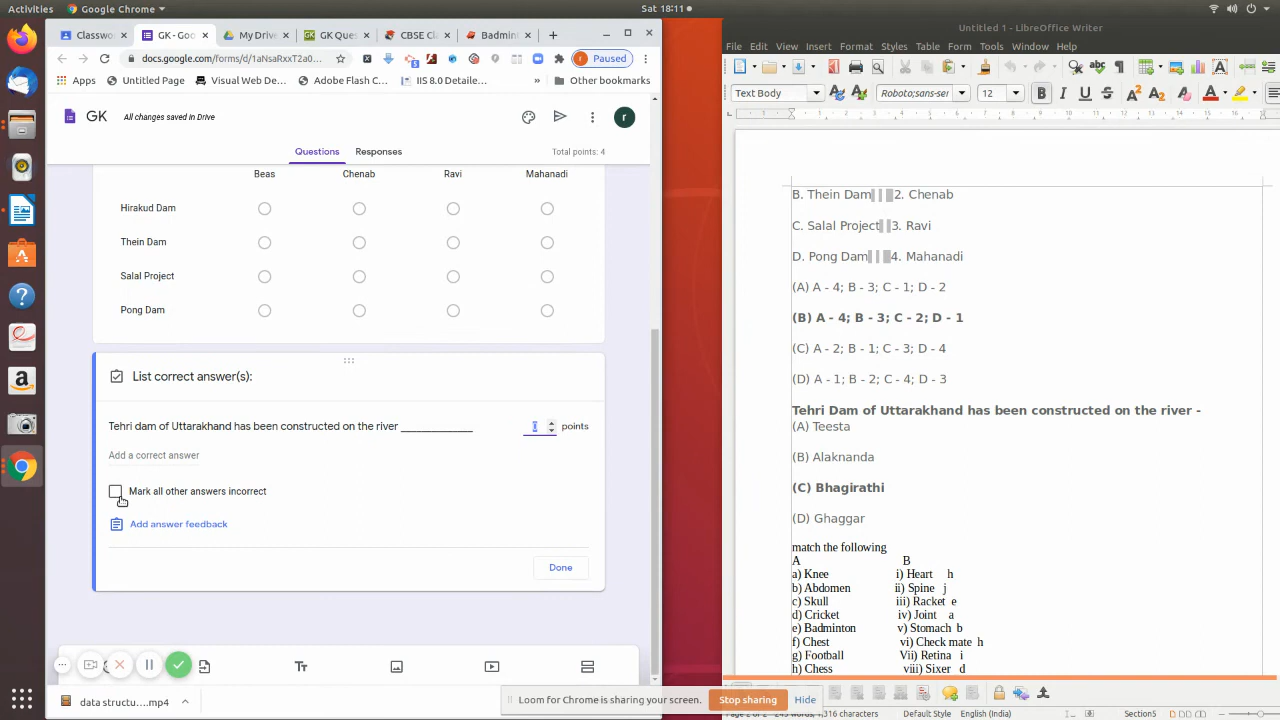 Activities Google Chrome Sat 18:11
Classwo GK - Goo My Drive GK Ques CBSE Cl Badmin
docs.google.com/forms/d/1aNsaRxxT2a0... Paused
Apps Untitled Page Visual Web De... Adobe Flash C... IIS 8.0 Detaile... » Other bookmarks
GK All changes saved in Drive
Questions Responses Total points: 4
Beas Chenab Ravi Mahanadi
Hirakud Dam
Thein Dam
Salal Project
Pong Dam
List correct answer(s):
Tehri dam of Uttarakhand has been constructed on the river ______________ points
Add a correct answer
Mark all other answers incorrect
Add answer feedback
Done
data structu....mp4
Loom for Chrome is sharing your screen. Stop sharing Hide
Untitled 1 - LibreOffice Writer
File Edit View Insert Format Styles Table Form Tools Window Help
Text Body Roboto;sans-ser 12
B. Thein Dam 2. Chenab
C. Salal Project 3. Ravi
D. Pong Dam 4. Mahanadi
(A) A - 4; B - 3; C - 1; D - 2
(B) A - 4; B - 3; C - 2; D - 1
(C) A - 2; B - 1; C - 3; D - 4
(D) A - 1; B - 2; C - 4; D - 3
Tehri Dam of Uttarakhand has been constructed on the river -
(A) Teesta
(B) Alaknanda
(C) Bhagirathi
(D) Ghaggar
match the following
A B
a) Knee i) Heart h
b) Abdomen ii) Spine j
c) Skull iii) Racket e
d) Cricket iv) Joint a
e) Badminton v) Stomach b
f) Chest vi) Check mate h
g) Football Vii) Retina i
h) Chess viii) Sixer d
Default Style English (India) Section5